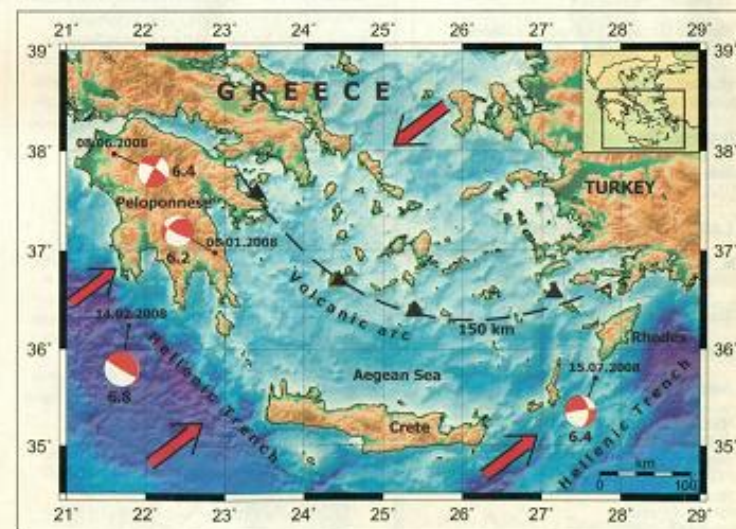 21° 22° 23° 24° 25° 26° 27° 28° 29°
39° 39°
GREECE
38° 08.06.2008 38°
6.4
TURKEY
Peloponnese
37° 05.01.2008 37°
6.2
Volcanic arc
14.02.2008
150 km
36° Rhodes 36°
Hellenic Trench
Aegean Sea
15.07.2008
6.8
Hellenic Trench
35° Crete 6.4 35°
km
0 100
21° 22° 23° 24° 25° 26° 27° 28° 29°